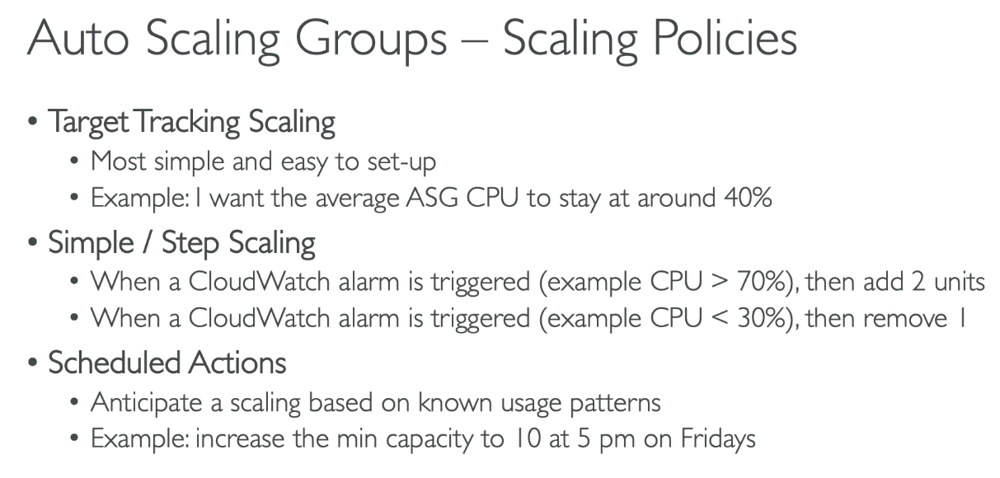 Auto Scaling Groups – Scaling Policies
• Target Tracking Scaling
• Most simple and easy to set-up
• Example: I want the average ASG CPU to stay at around 40%
• Simple / Step Scaling
• When a CloudWatch alarm is triggered (example CPU > 70%), then add 2 units
• When a CloudWatch alarm is triggered (example CPU < 30%), then remove 1
• Scheduled Actions
• Anticipate a scaling based on known usage patterns
• Example: increase the min capacity to 10 at 5 pm on Fridays